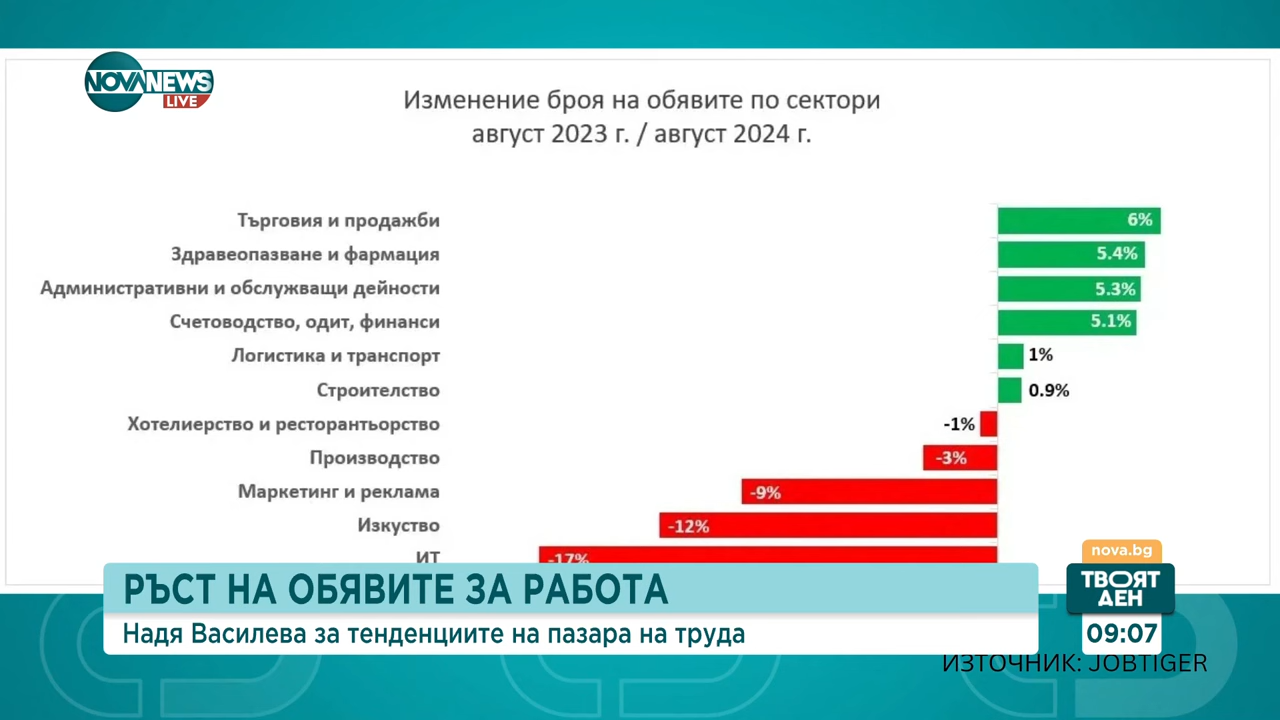 NOVA NEWS
LIVE
Изменение броя на обявите по сектори
август 2023 г. / август 2024 г.
Търговия и продажби 6%
Здравеопазване и фармация 5.4%
Административни и обслужващи дейности 5.3%
Счетоводство, одит, финанси 5.1%
Логистика и транспорт 1%
Строителство 0.9%
Хотелиерство и ресторантьорство -1%
Производство -3%
Маркетинг и реклама -9%
Изкуство -12%
ИТ -17%
РЪСТ НА ОБЯВИТЕ ЗА РАБОТА
Надя Василева за тенденциите на пазара на труда
nova.bg
ТВОЯТ
ДЕН
09:07
ИЗТОЧНИК: JOBTIGER